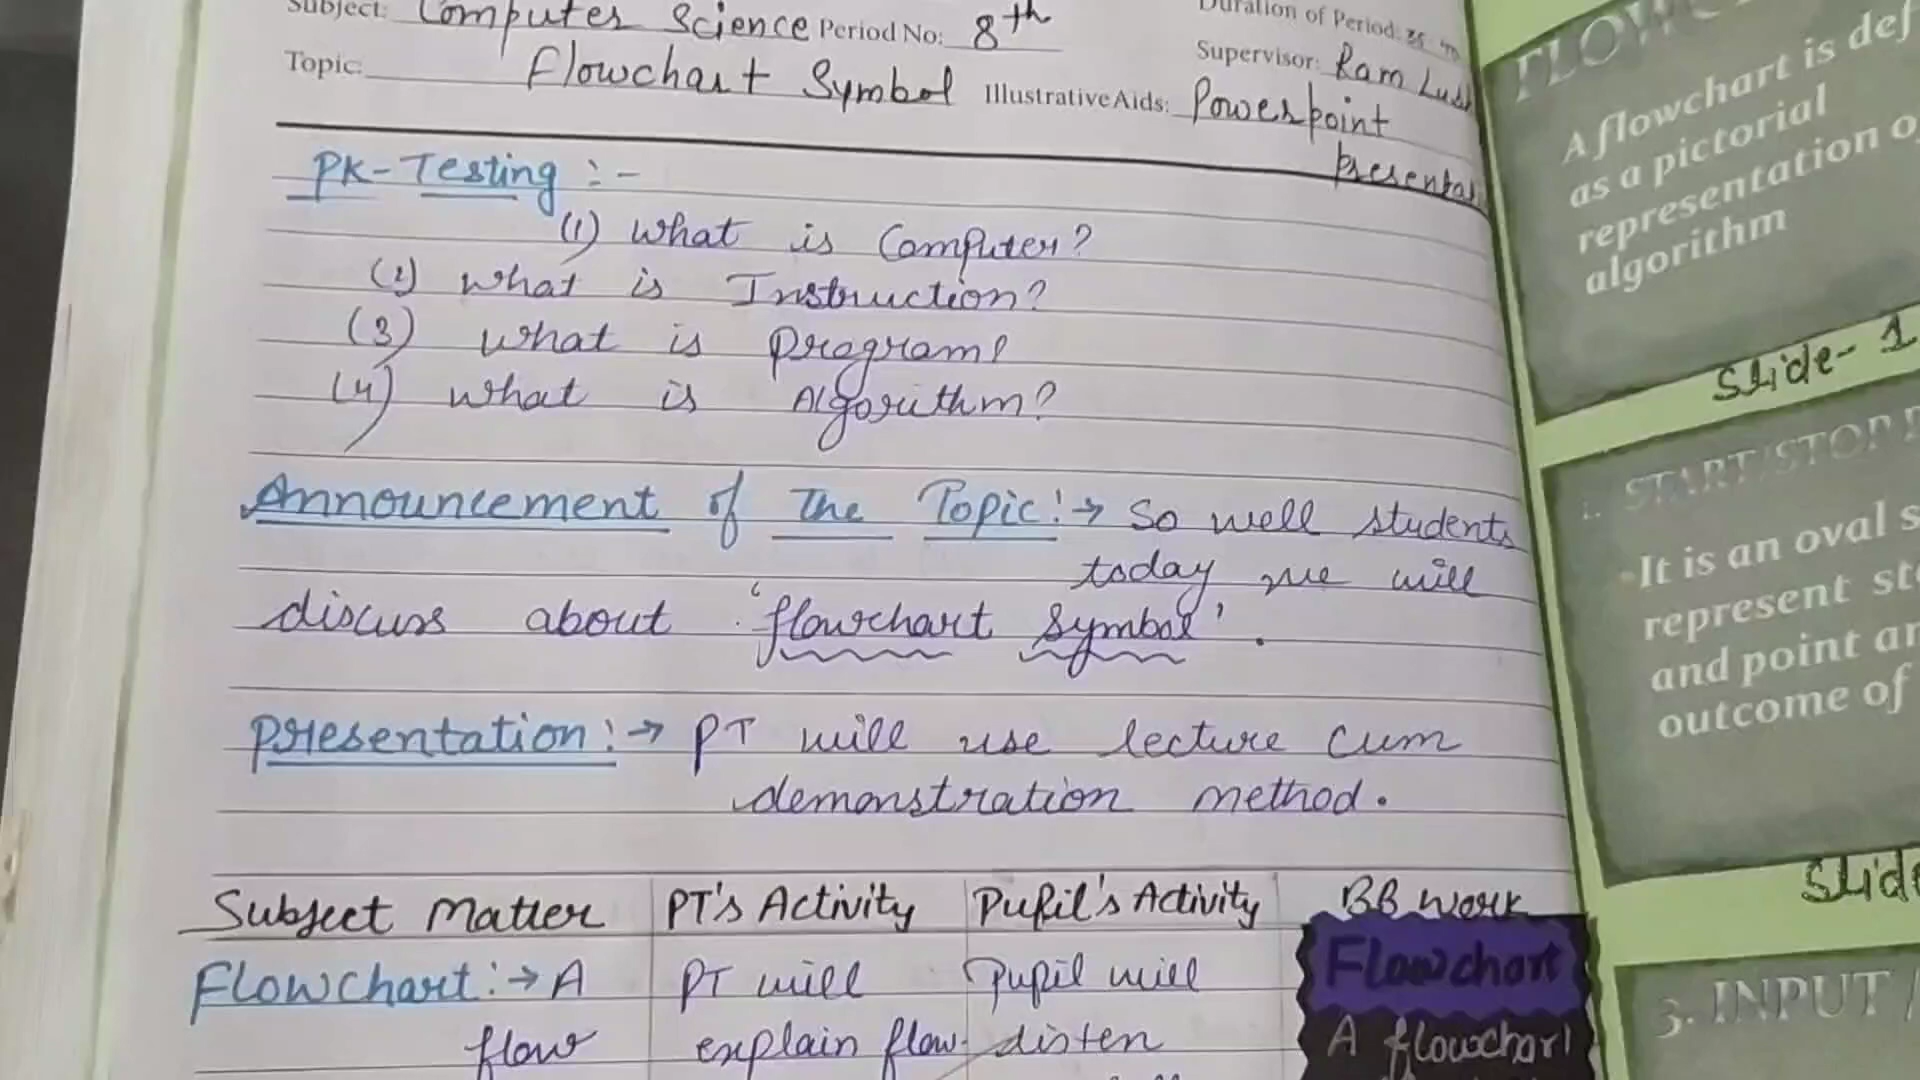 Subject: Computer Science Period No: 8th
Duration of Period: 35
Topic: Flowchart Symbol
Supervisor: Ram
Illustrative Aids: Powerpoint
PK-Testing :-
(1) What is Computer?
(2) What is Instruction?
(3) What is Program?
(4) What is Algorithm?
Announcement of The Topic:→ So well students
today we will
discuss about 'flowchart symbol'.
Presentation:→ PT will use lecture cum
demonstration method.
Subject Matter PT's Activity Pupil's Activity BB Work
Flowchart:→ A PT will Pupil will Flowchart
flow explain flow- listen A flowchart
A flowchart is def
as a pictorial
representation o
algorithm
Slide-1
1. START/STOP
It is an oval s
represent st
and point an
outcome of
Slide
3. INPUT /